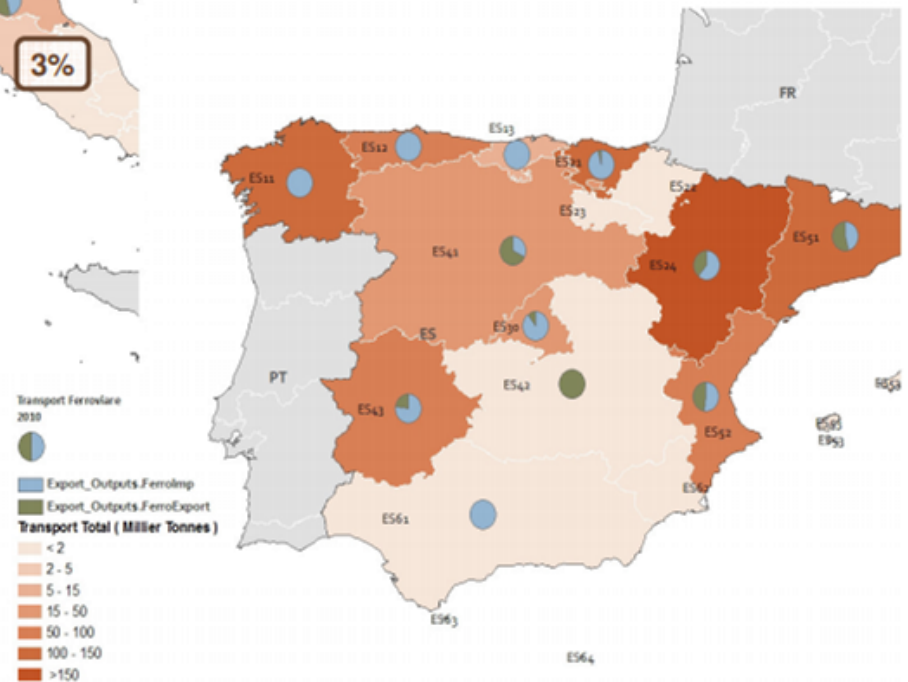 3%
FR
ES13
ES12
ES21
ES11
ES22
ES23
ES51
ES41
ES24
ES30
ES
PT
ES42
ES43
ES52
ES53
ES62
ES61
ES63
ES64
Transport Ferroviare
2010
Export_Outputs.FerroImp
Export_Outputs.FerroExport
Transport Total ( Millier Tonnes )
< 2
2 - 5
5 - 15
15 - 50
50 - 100
100 - 150
>150